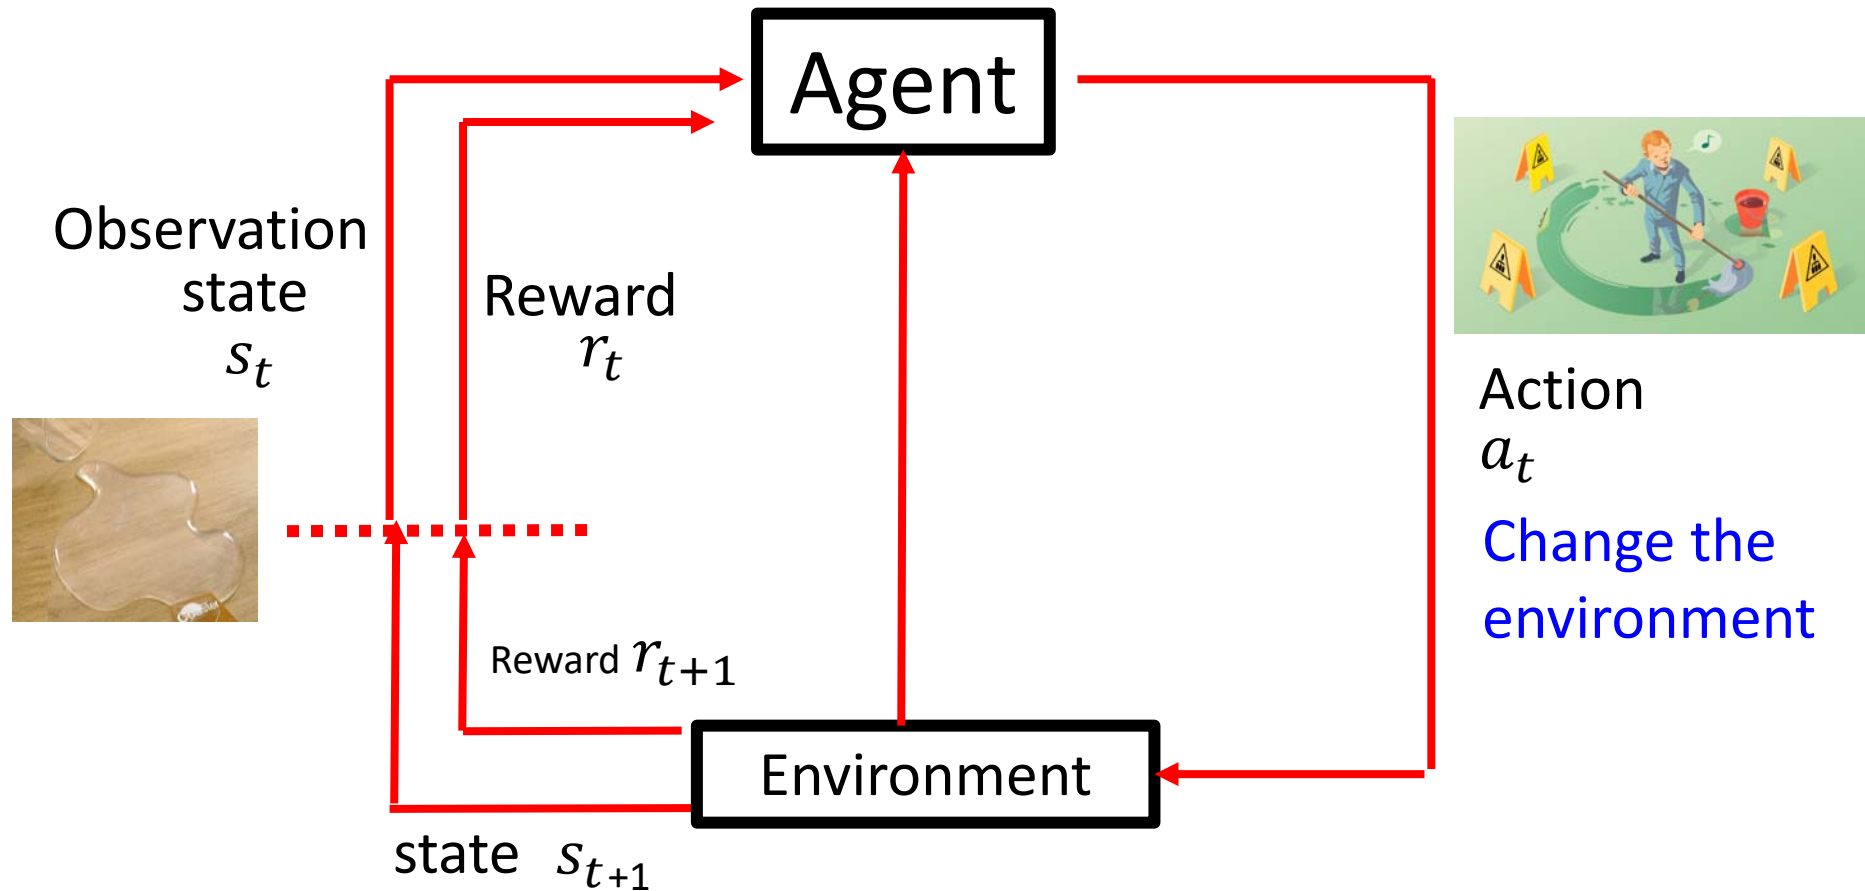 Agent
Observation
state
s_t
Reward
r_t
Action
a_t
Change the
environment
Reward r_{t+1}
Environment
state s_{t+1}